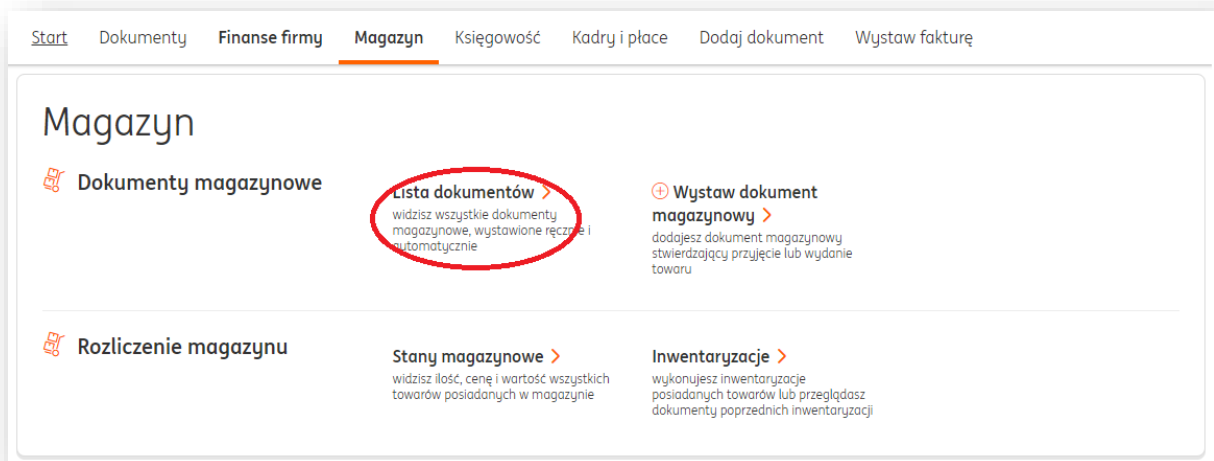 Start Dokumenty Finanse firmy Magazyn Księgowość Kadry i płace Dodaj dokument Wystaw fakturę
Magazyn
Dokumenty magazynowe
Lista dokumentów
widzisz wszystkie dokumenty
magazynowe, wystawione ręcznie i
automatycznie
Wystaw dokument
magazynowy
dodajesz dokument magazynowy
stwierdzający przyjęcie lub wydanie
towaru
Rozliczenie magazynu
Stany magazynowe
widzisz ilość, cenę i wartość wszystkich
towarów posiadanych w magazynie
Inwentaryzacje
wykonujesz inwentaryzacje
posiadanych towarów lub przeglądasz
dokumenty poprzednich inwentaryzacji